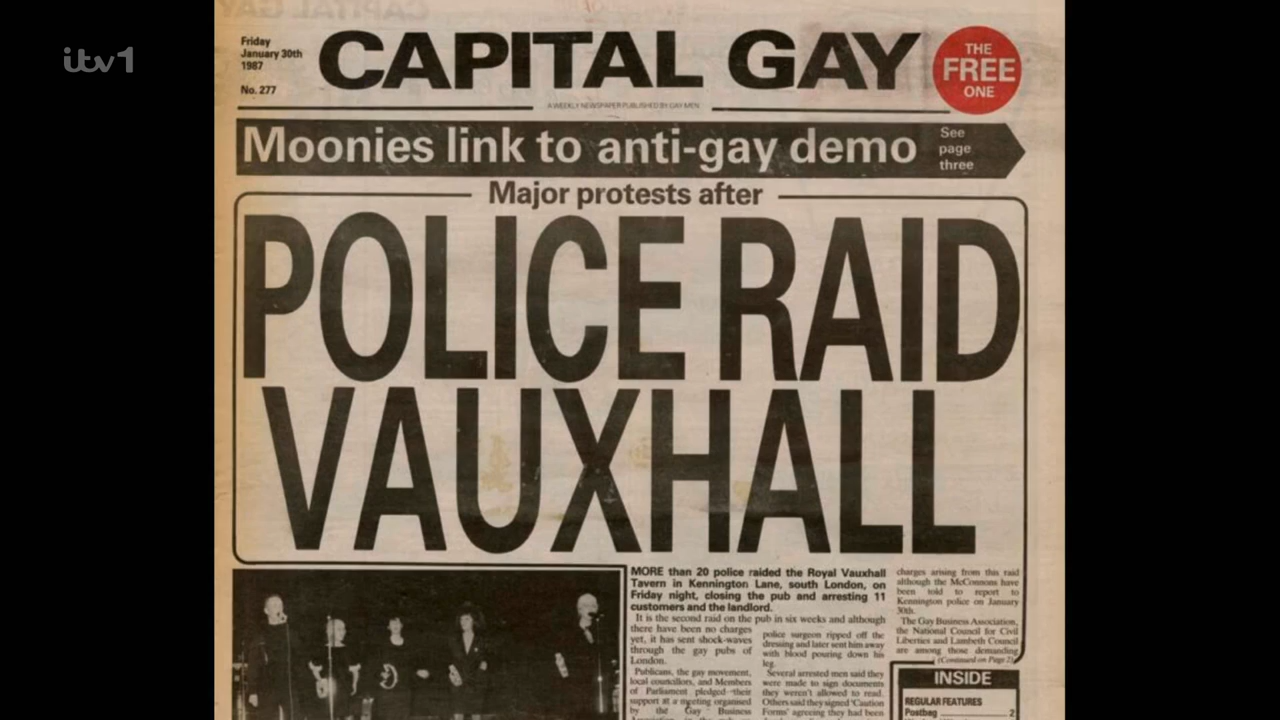 itv1
Friday
January 30th
1987
No. 277
CAPITAL GAY
THE
FREE
ONE
A WEEKLY NEWSPAPER PUBLISHED BY GAY MEN
Moonies link to anti-gay demo
See
page
three
Major protests after
POLICE RAID
VAUXHALL
MORE than 20 police raided the Royal Vauxhall
Tavern in Kennington Lane, south London, on
Friday night, closing the pub and arresting 11
customers and the landlord.
It is the second raid on the pub in six weeks and although
there have been no charges
yet, it has sent shock-waves
through the gay pubs of
London.
Publicans, the gay movement,
local councillors, and Members
of Parliament pledged their
support at a meeting organised
by the Gay Business
police surgeon ripped off the
dressing and later sent him away
with blood pouring down his
leg.
Several arrested men said they
were made to sign documents
they weren't allowed to read.
Others said they signed 'Caution
Forms' agreeing they had been
charges arising from this raid
although the McConnons have
been told to report to
Kennington police on January
30th.
The Gay Business Association,
the National Council for Civil
Liberties and Lambeth Council
are among those demanding
(Continued on Page 2)
INSIDE
REGULAR FEATURES
Postbag 2